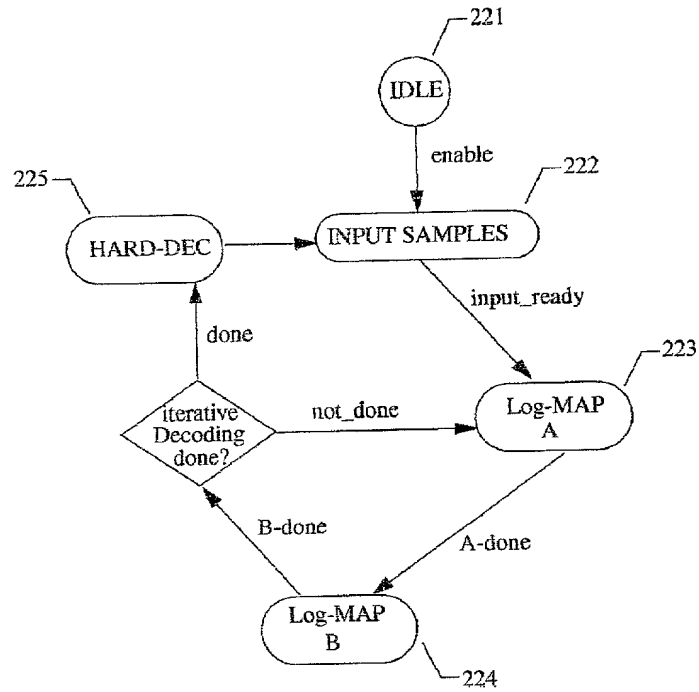 221
IDLE
enable
225
222
HARD-DEC
INPUT SAMPLES
input_ready
done
223
iterative
Decoding
done?
not_done
Log-MAP
A
B-done
A-done
Log-MAP
B
224